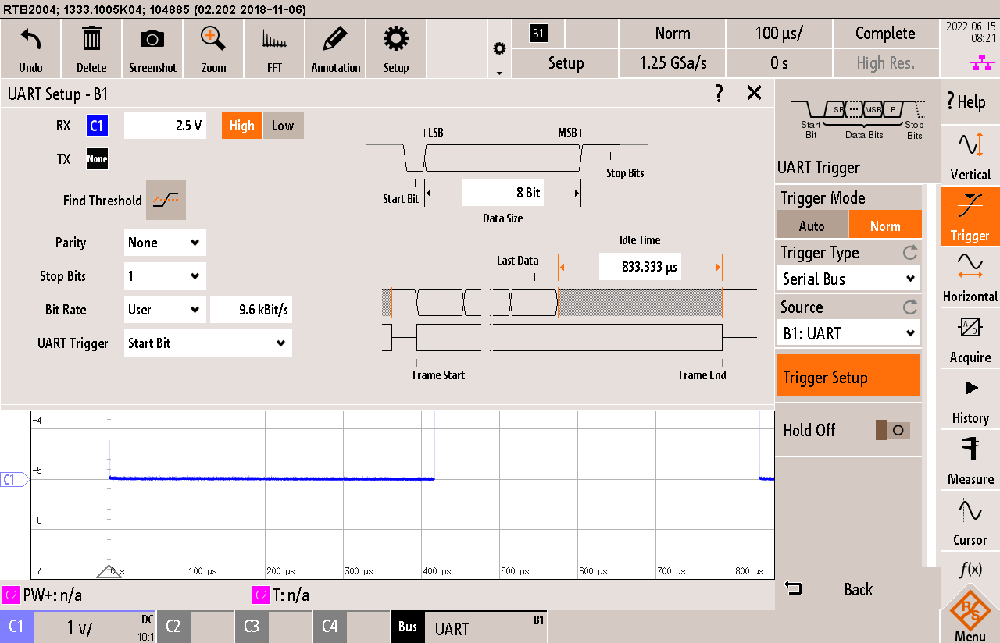 RTB2004; 1333.1005K04; 104885 (02.202 2018-11-06)
Undo
Delete
Screenshot
Zoom
FFT
Annotation
Setup
B1
Setup
Norm
1.25 GSa/s
100 µs/
0 s
Complete
High Res.
2022-06-15
08:21
UART Setup - B1
?
RX
C1
2.5 V
High
Low
TX
None
Find Threshold
Parity
None
Stop Bits
1
Bit Rate
User
9.6 kBit/s
UART Trigger
Start Bit
LSB
MSB
Stop Bits
Start Bit
8 Bit
Data Size
Idle Time
Last Data
833.333 µs
Frame Start
Frame End
LSB
MSB
P
Start
Bit
Data Bits
Stop
Bits
UART Trigger
Trigger Mode
Auto
Norm
Trigger Type
Serial Bus
Source
B1: UART
Trigger Setup
Hold Off
Back
? Help
Vertical
Trigger
Horizontal
A
D
Acquire
History
Measure
Cursor
f(x)
R S
Menu
-4
-5
C1
-6
-7
0 s
100 µs
200 µs
300 µs
400 µs
500 µs
600 µs
700 µs
800 µs
C2 PW+: n/a
C2 T: n/a
C1
1 V/
DC
10:1
C2
C3
C4
Bus
UART
B1